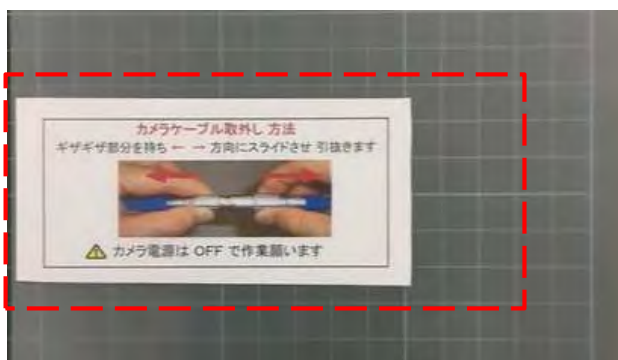 カメラケーブル取外し 方法
ギザギザ部分を持ち ← → 方向にスライドさせ 引抜きます
カメラ電源は OFF で作業願います